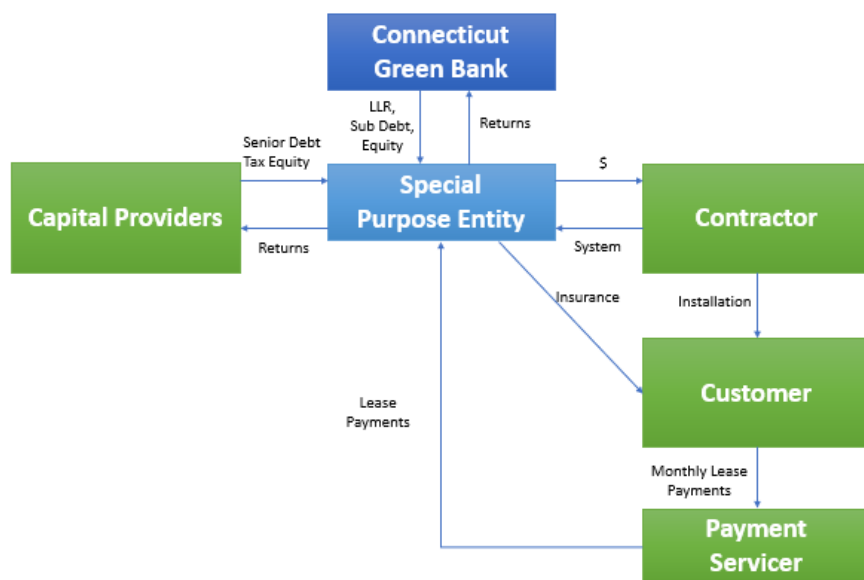 Connecticut
Green Bank
LLR,
Sub Debt,
Equity
Returns
Senior Debt
Tax Equity
Capital Providers
Returns
Special
Purpose Entity
$
System
Contractor
Insurance
Installation
Customer
Lease
Payments
Monthly Lease
Payments
Payment
Servicer